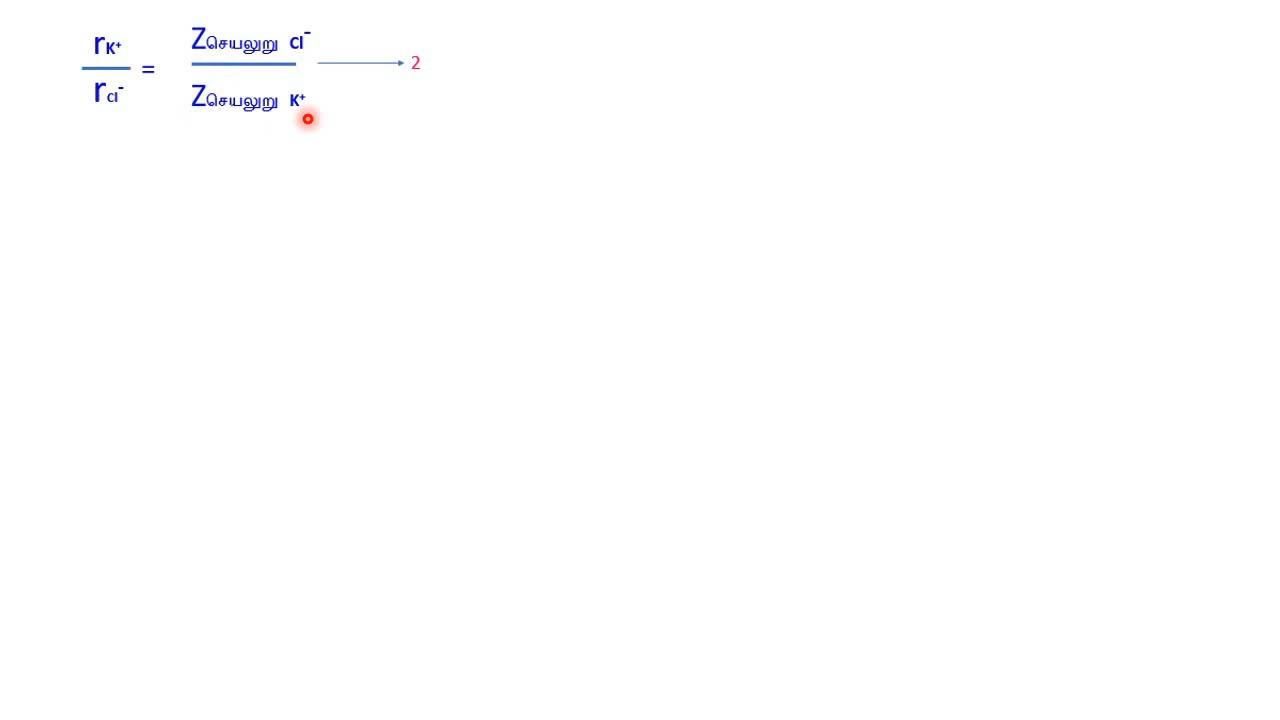 rK⁺ / rCl⁻ = Zசெயலுறு Cl⁻ / Zசெயலுறு K⁺ → 2